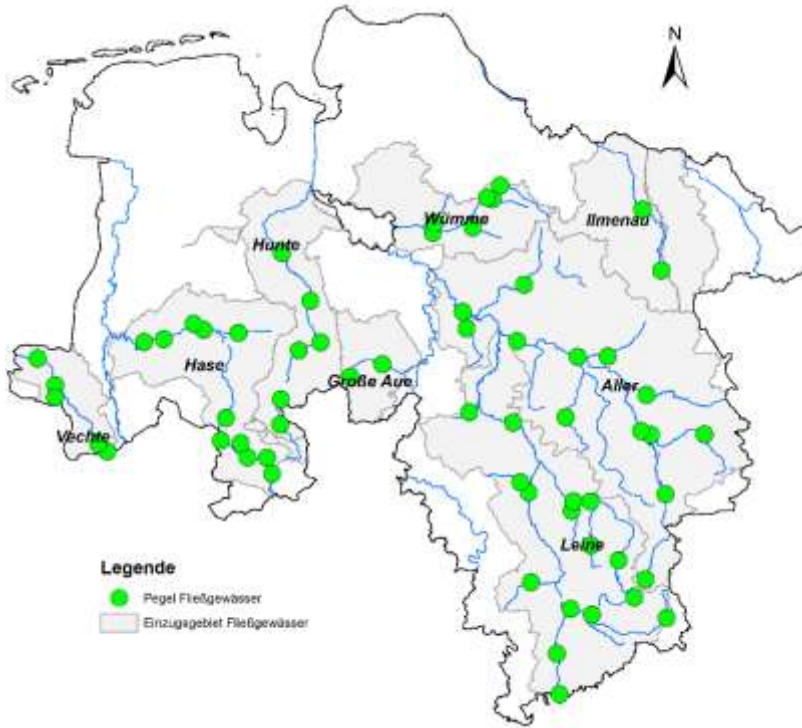 N
Wümme
Ilmenau
Hunte
Hase
Große Aue
Aller
Vechte
Leine
Legende
Pegel Fließgewässer
Einzugsgebiet Fließgewässer